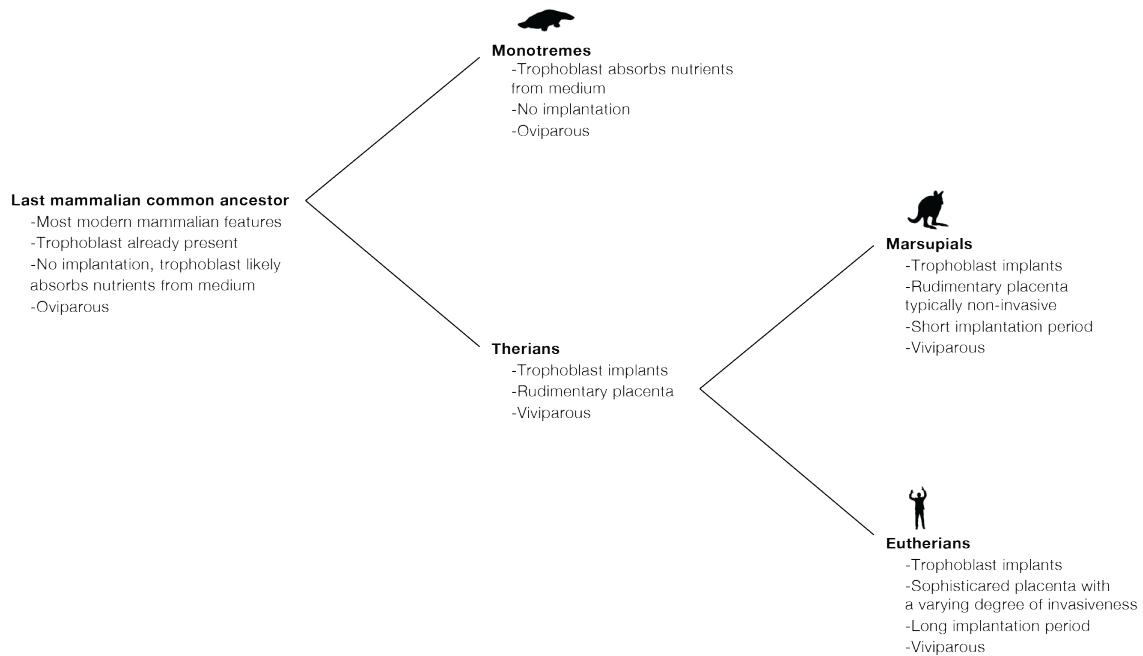 Monotremes
-Trophoblast absorbs nutrients
from medium
-No implantation
-Oviparous
Last mammalian common ancestor
-Most modern mammalian features
-Trophoblast already present
-No implantation, trophoblast likely
absorbs nutrients from medium
-Oviparous
Therians
-Trophoblast implants
-Rudimentary placenta
-Viviparous
Marsupials
-Trophoblast implants
-Rudimentary placenta
typically non-invasive
-Short implantation period
-Viviparous
Eutherians
-Trophoblast implants
-Sophisticared placenta with
a varying degree of invasiveness
-Long implantation period
-Viviparous